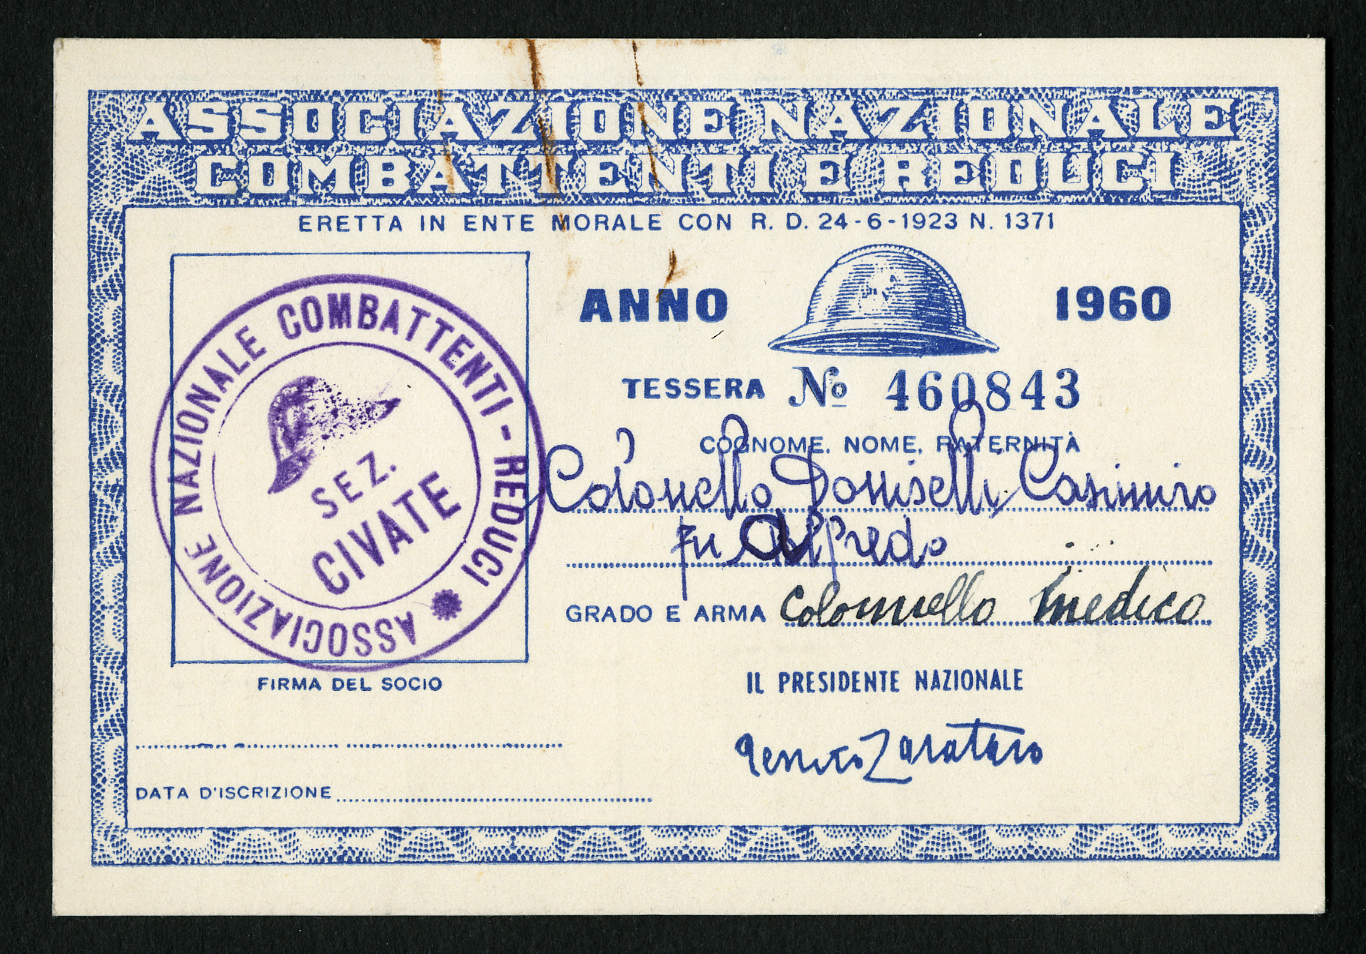 ASSOCIAZIONE NAZIONALE
COMBATTENTI E REDUCI
ERETTA IN ENTE MORALE CON R. D. 24-6-1923 N. 1371
ANNO 1960
TESSERA No 460843
COGNOME, NOME, PATERNITÀ
Colonello Donniselli Casimiro
fu Alfredo
GRADO E ARMA Colonnello Medico
ASSOCIAZIONE NAZIONALE COMBATTENTI - REDUCI
SEZ.
CIVATE
FIRMA DEL SOCIO
IL PRESIDENTE NAZIONALE
DATA D'ISCRIZIONE